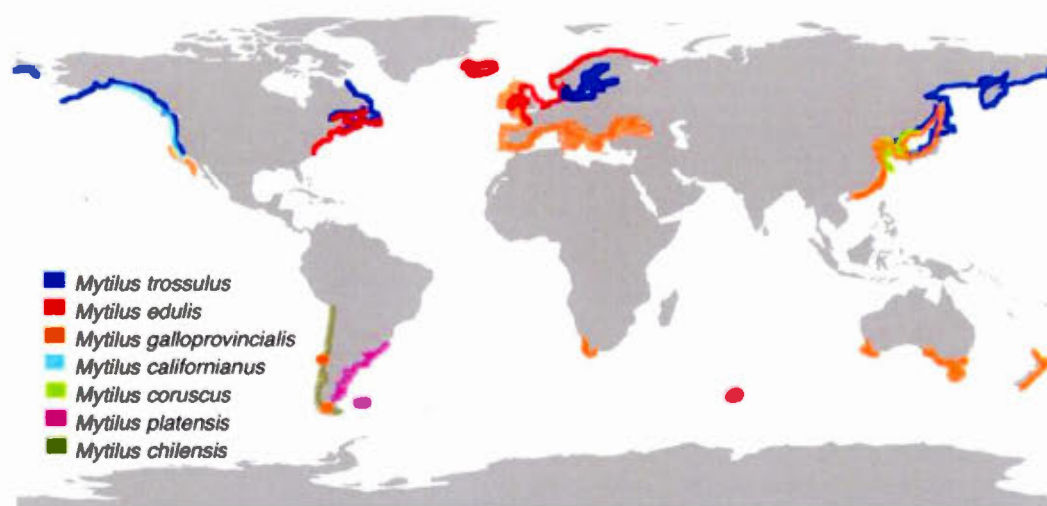 Mytilus trossulus
Mytilus edulis
Mytilus galloprovincialis
Mytilus californianus
Mytilus coruscus
Mytilus platensis
Mytilus chilensis